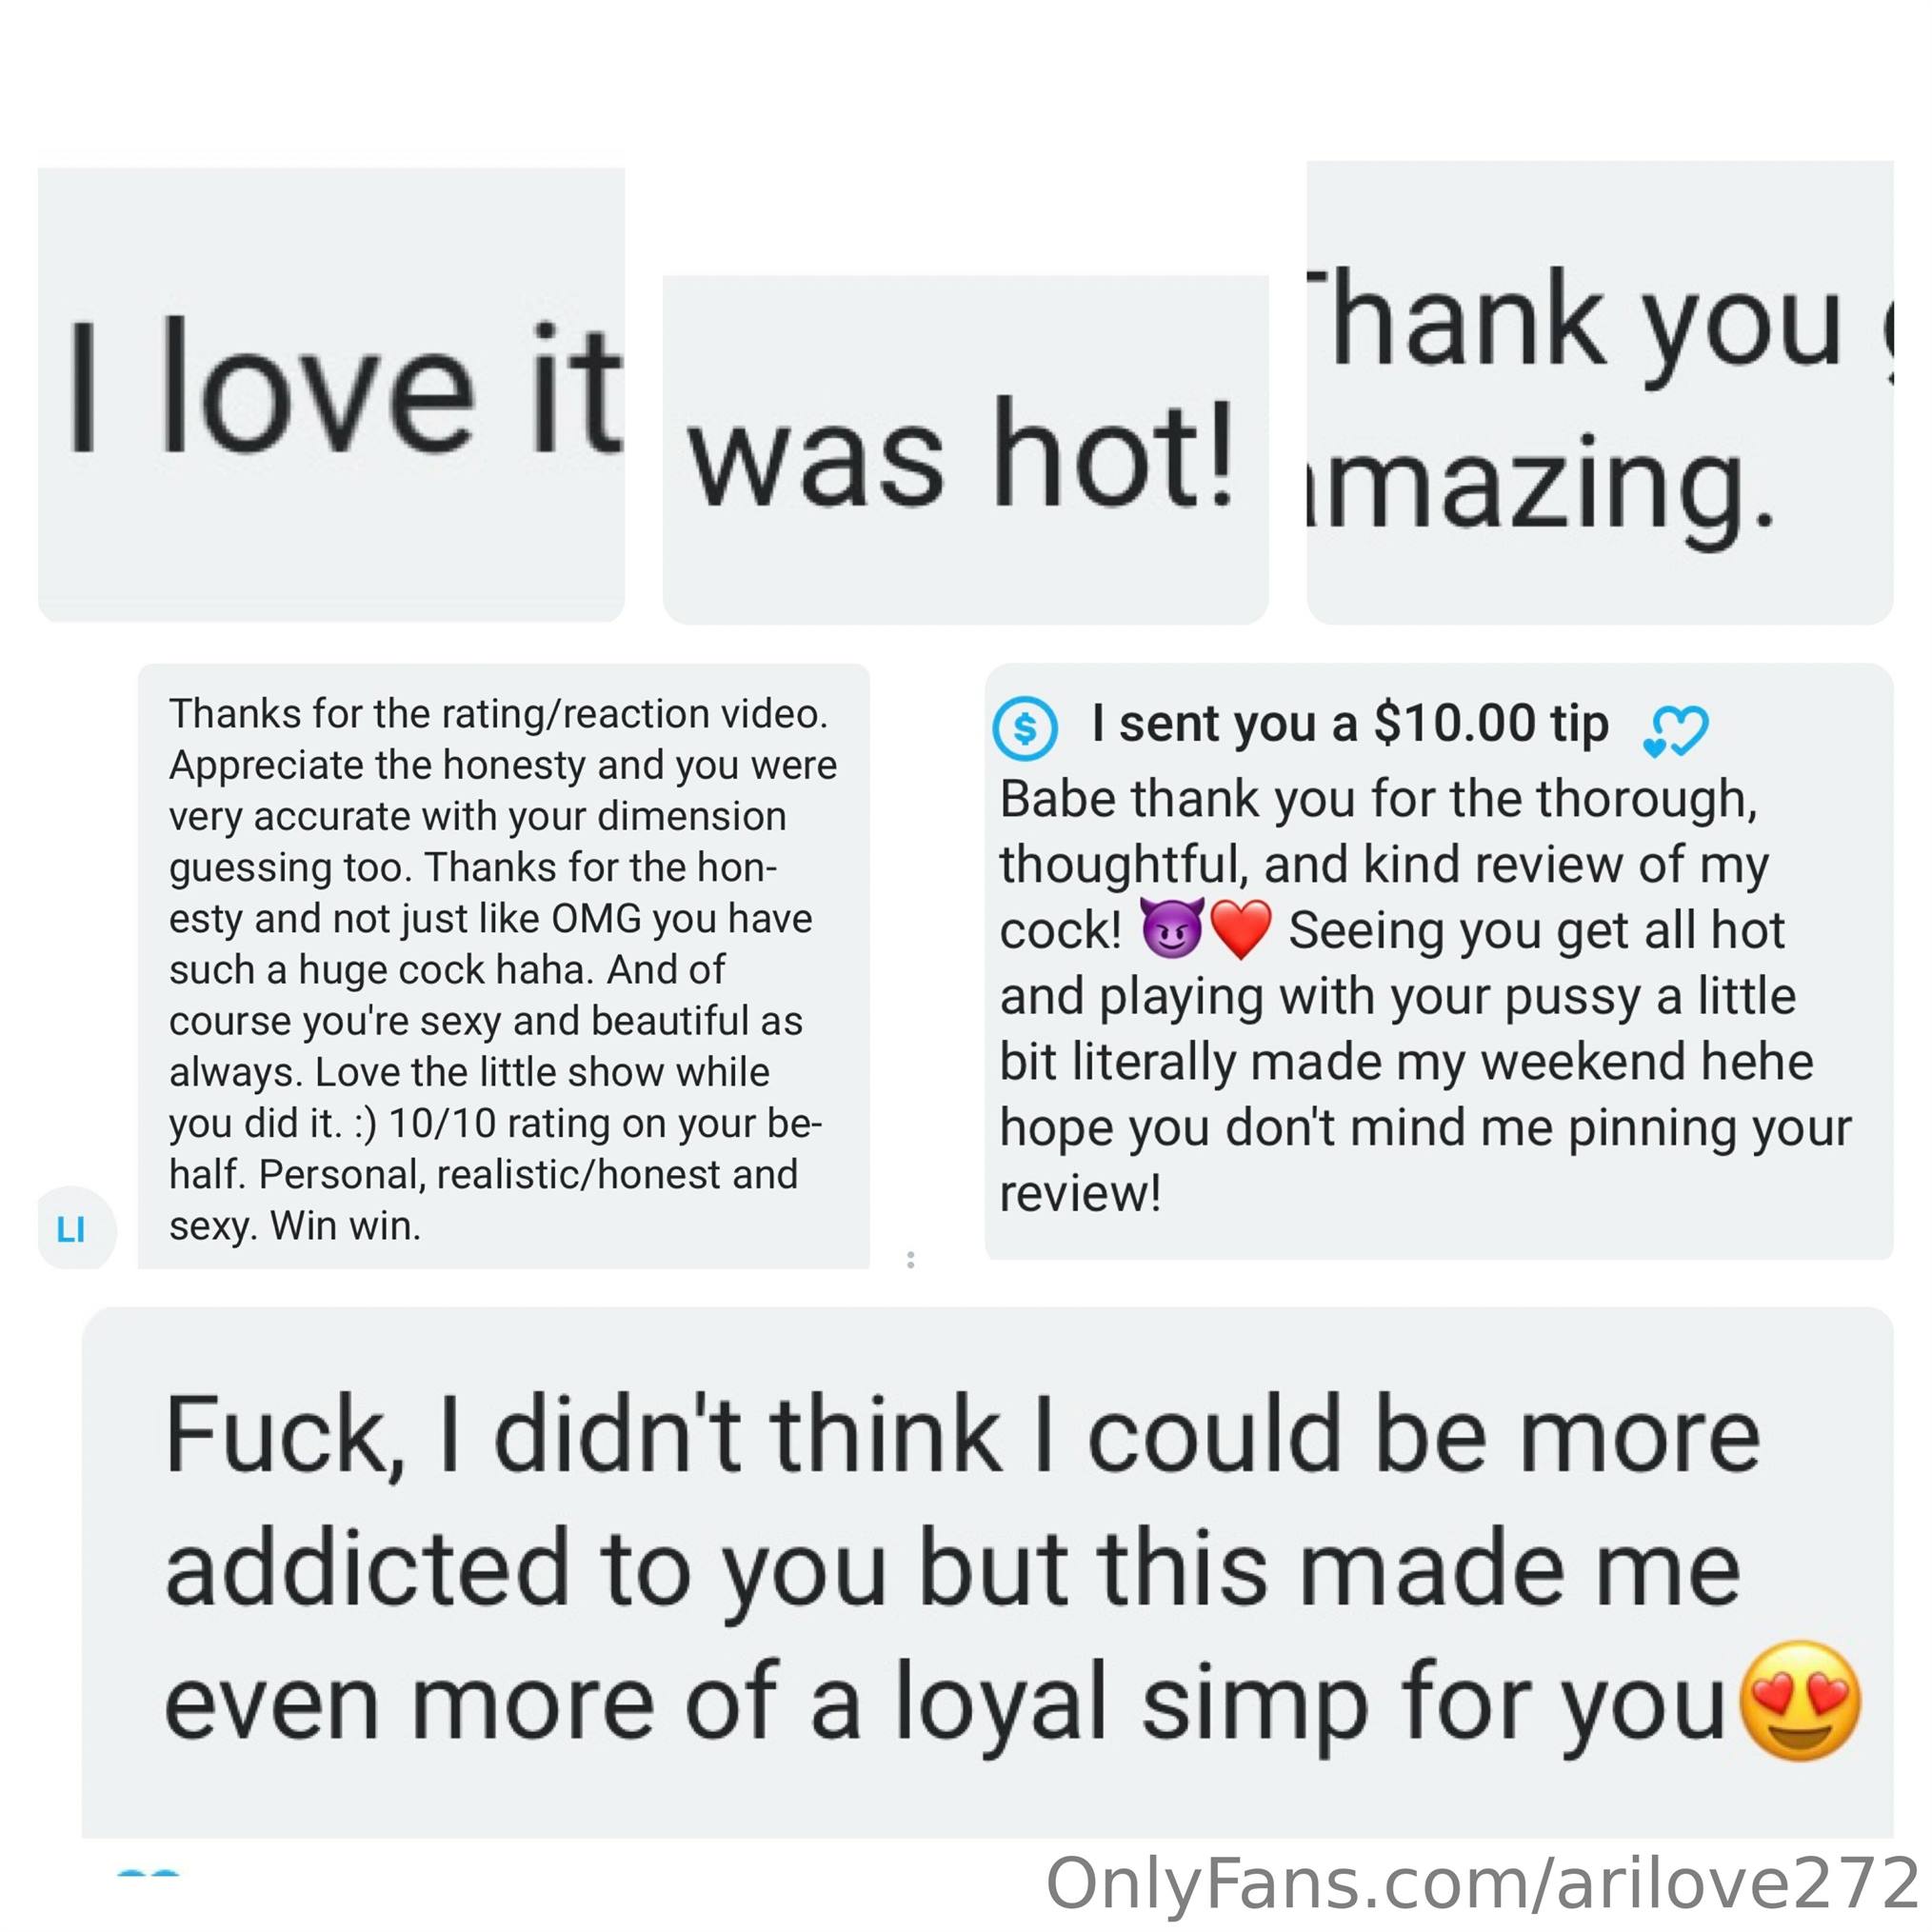 I love it
was hot!
Thank you
amazing.
Thanks for the rating/reaction video.
Appreciate the honesty and you were
very accurate with your dimension
guessing too. Thanks for the hon-
esty and not just like OMG you have
such a huge cock haha. And of
course you're sexy and beautiful as
always. Love the little show while
you did it. :) 10/10 rating on your be-
half. Personal, realistic/honest and
sexy. Win win.
LI
I sent you a $10.00 tip
Babe thank you for the thorough,
thoughtful, and kind review of my
cock! 😈❤️ Seeing you get all hot
and playing with your pussy a little
bit literally made my weekend hehe
hope you don't mind me pinning your
review!
Fuck, I didn't think I could be more
addicted to you but this made me
even more of a loyal simp for you😍
OnlyFans.com/arilove272